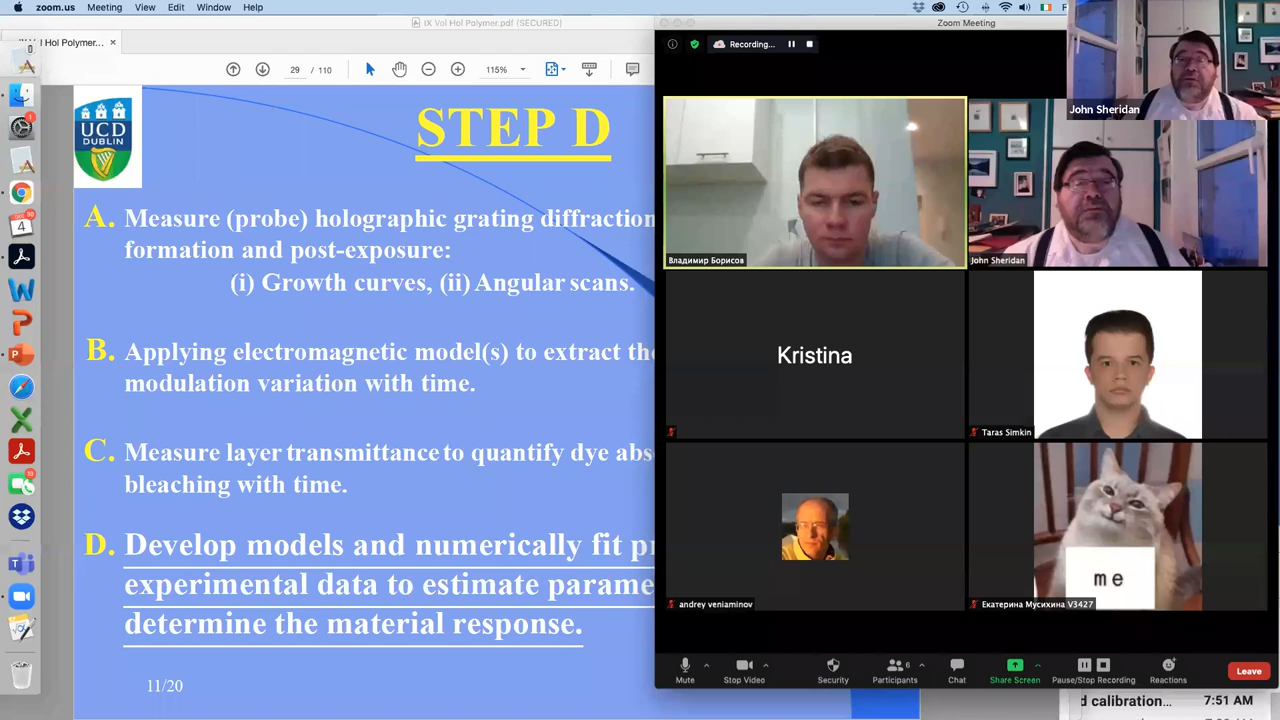 zoom.us Meeting View Edit Window Help
IX Vol Hol Polymer.pdf (SECURED)
Zoom Meeting
Hol Polymer... ×
29 / 110
115%
Recording...
John Sheridan
UCD
DUBLIN
STEP D
A. Measure (probe) holographic grating diffraction
formation and post-exposure:
(i) Growth curves, (ii) Angular scans.
B. Applying electromagnetic model(s) to extract the
modulation variation with time.
C. Measure layer transmittance to quantify dye abs
bleaching with time.
D. Develop models and numerically fit pr
experimental data to estimate parame
determine the material response.
11/20
Владимир Борисов
John Sheridan
Kristina
Taras Simkin
andrey veniaminov
me
Екатерина Мусихина V3427
Mute
Stop Video
Security
Participants 6
Chat
Share Screen
Pause/Stop Recording
Reactions
Leave
d calibration... 7:51 AM